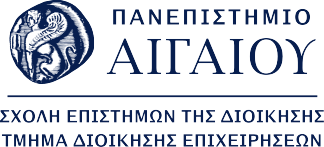 ΠΑΝΕΠΙΣΤΗΜΙΟ
ΑΙΓΑΙΟΥ
ΣΧΟΛΗ ΕΠΙΣΤΗΜΩΝ ΤΗΣ ΔΙΟΙΚΗΣΗΣ
ΤΜΗΜΑ ΔΙΟΙΚΗΣΗΣ ΕΠΙΧΕΙΡΗΣΕΩΝ